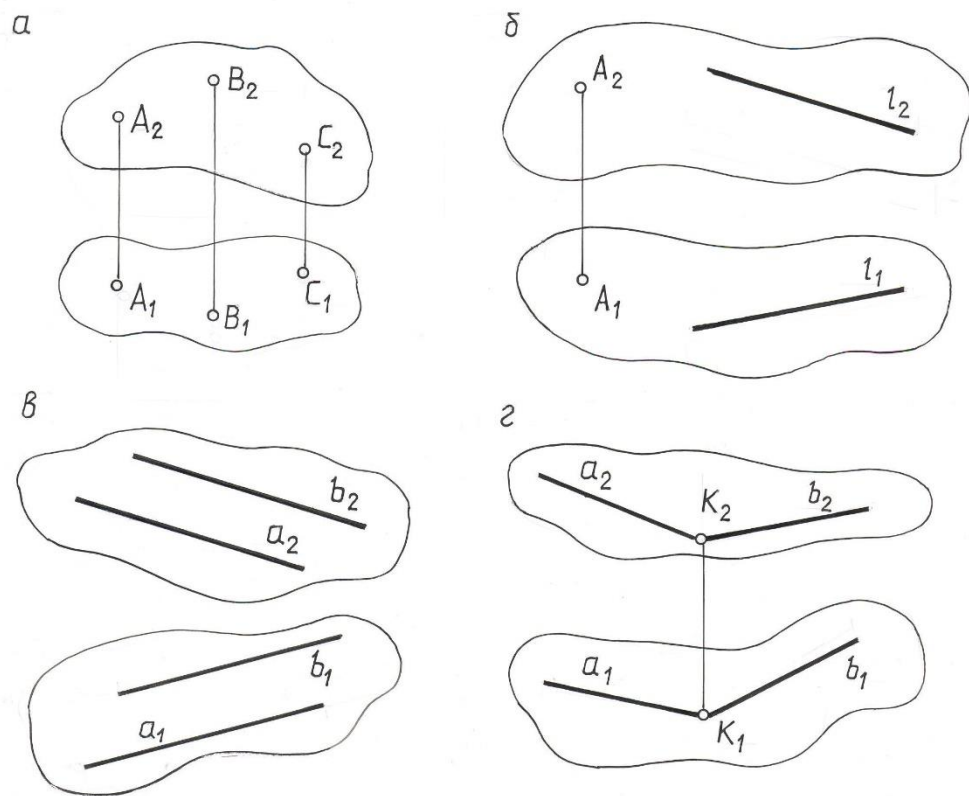 а
A₂
B₂
C₂
A₁
B₁
C₁
б
A₂
l₂
A₁
l₁
в
b₂
a₂
b₁
a₁
г
a₂
K₂
b₂
a₁
K₁
b₁